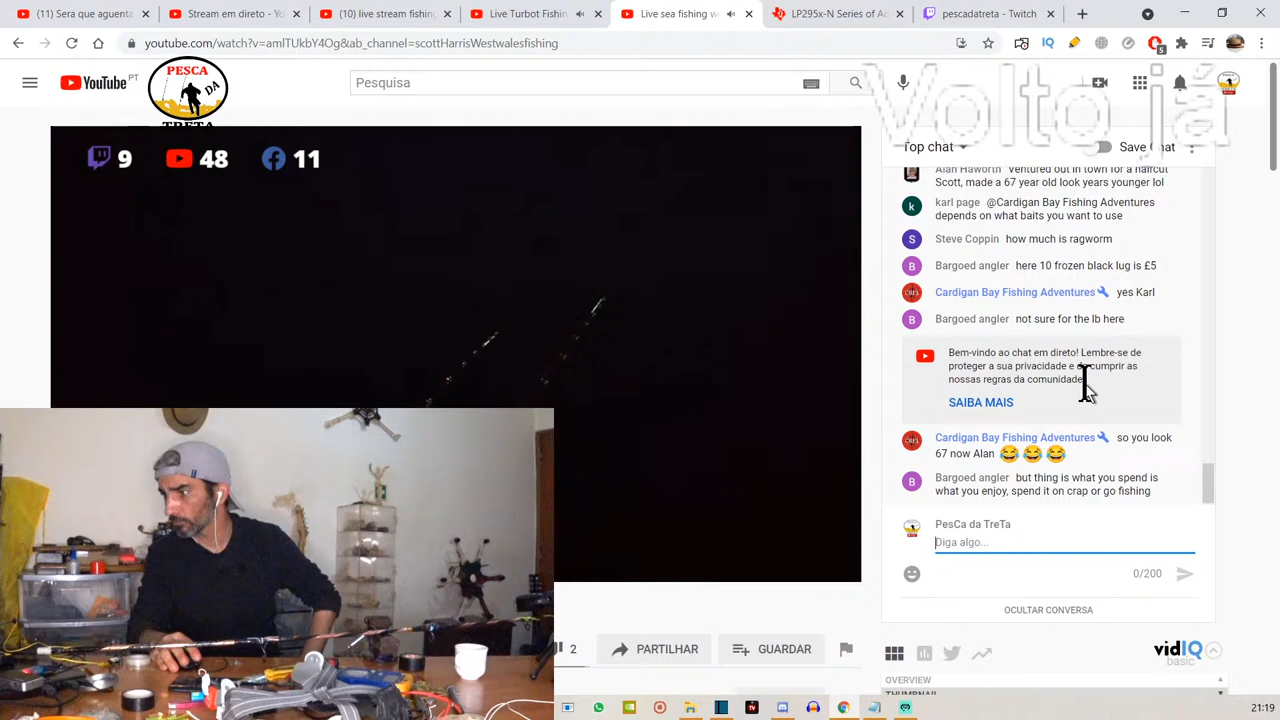 (11) Será que aguenta
Stream em direto - Yo
(10) live stream fishing
Live Turbot Fishin
Live sea fishing w
LP295x-N Series of Ac
pescadatreta - Twitch
youtube.com/watch?v=amITUkbY4Og&ab_channel=scottHarrisWestwalesfishing
5
YouTube PT
PESCA
DA
TRETA
Pesquisa
Volto já
9
48
11
Top chat
Save Chat
Alan Haworth Ventured out in town for a haircut
Scott, made a 67 year old look years younger lol
k
karl page @Cardigan Bay Fishing Adventures
depends on what baits you want to use
S
Steve Coppin how much is ragworm
B
Bargoed angler here 10 frozen black lug is £5
Cardigan Bay Fishing Adventures yes Karl
B
Bargoed angler not sure for the lb here
Bem-vindo ao chat em direto! Lembre-se de
proteger a sua privacidade e de cumprir as
nossas regras da comunidade
SAIBA MAIS
Cardigan Bay Fishing Adventures so you look
67 now Alan 😂😂😂
B
Bargoed angler but thing is what you spend is
what you enjoy, spend it on crap or go fishing
PesCa da TreTa
Diga algo...
0/200
OCULTAR CONVERSA
2
PARTILHAR
GUARDAR
vidIQ
basic
OVERVIEW
THUMBNAIL
21:19